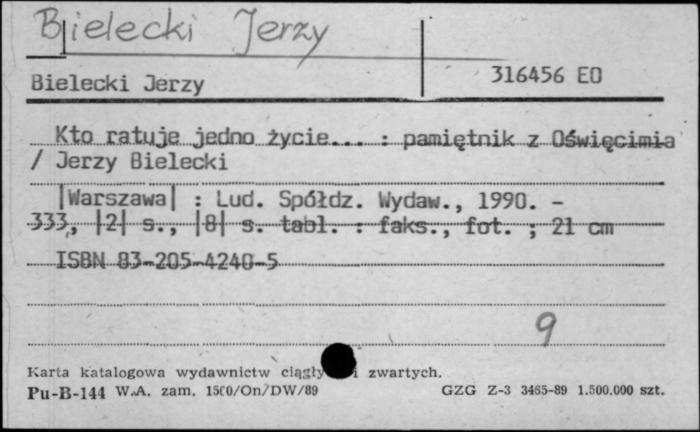 Bielecki Jerzy
Bielecki Jerzy
316456 EO
Kto ratuje jedno życie... : pamiętnik z Oświęcimia
/ Jerzy Bielecki
|Warszawa| : Lud. Spółdz. Wydaw., 1990. -
333, |2| s., |8| s. tabl. : faks., fot. ; 21 cm
ISBN 83-205-4240-5
9
Karta katalogowa wydawnictw i zwartych.
Pu-B-144 W.A. zam. 1500/On/DW/89 GZG Z-3 3465-89 1.500.000 szt.